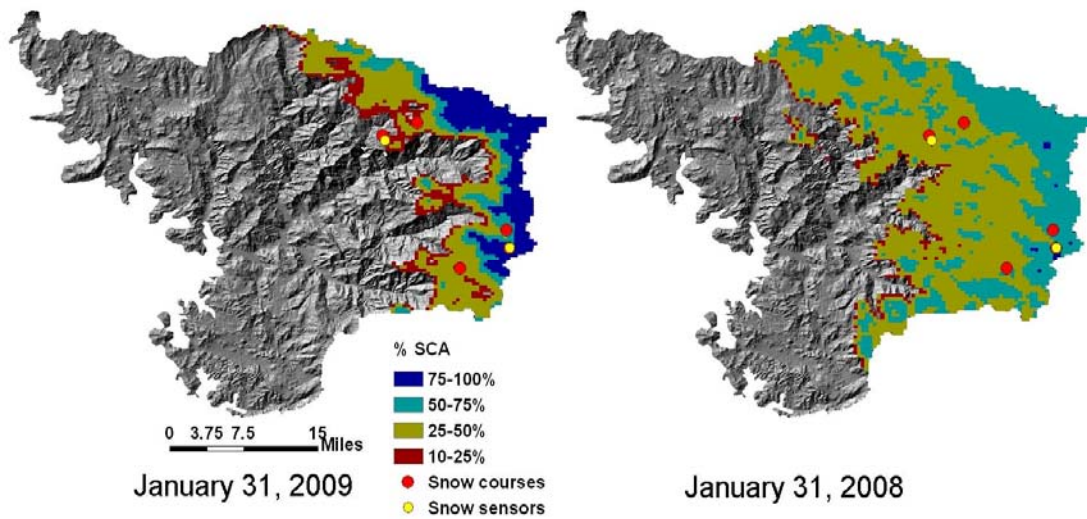 % SCA
75-100%
50-75%
25-50%
10-25%
Snow courses
Snow sensors
0 3.75 7.5 15
Miles
January 31, 2009
January 31, 2008